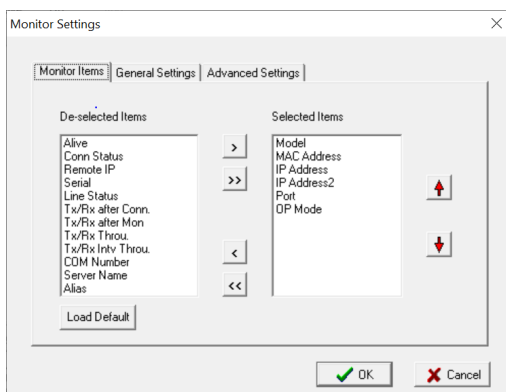 Monitor Settings
Monitor Items General Settings Advanced Settings
De-selected Items
Alive
Conn Status
Remote IP
Serial
Line Status
Tx/Rx after Conn.
Tx/Rx after Mon
Tx/Rx Throu.
Tx/Rx Intv Throu.
COM Number
Server Name
Alias
>
>>
<
<<
Selected Items
Model
MAC Address
IP Address
IP Address2
Port
OP Mode
Load Default
OK Cancel